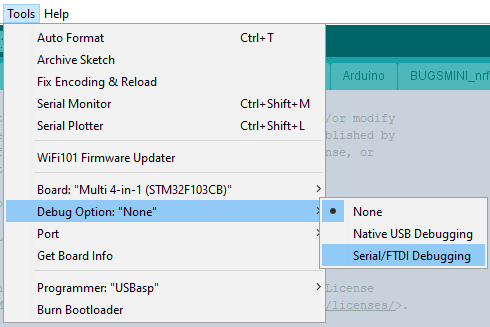 Tools Help
Auto Format Ctrl+T
Archive Sketch
Fix Encoding & Reload
Serial Monitor Ctrl+Shift+M
Serial Plotter Ctrl+Shift+L
WiFi101 Firmware Updater
Board: "Multi 4-in-1 (STM32F103CB)"
Debug Option: "None"
Port
Get Board Info
Programmer: "USBasp"
Burn Bootloader
None
Native USB Debugging
Serial/FTDI Debugging
Arduino BUGSMINI_nrf
/or modify
blished by
nse, or
License
/licenses/>.